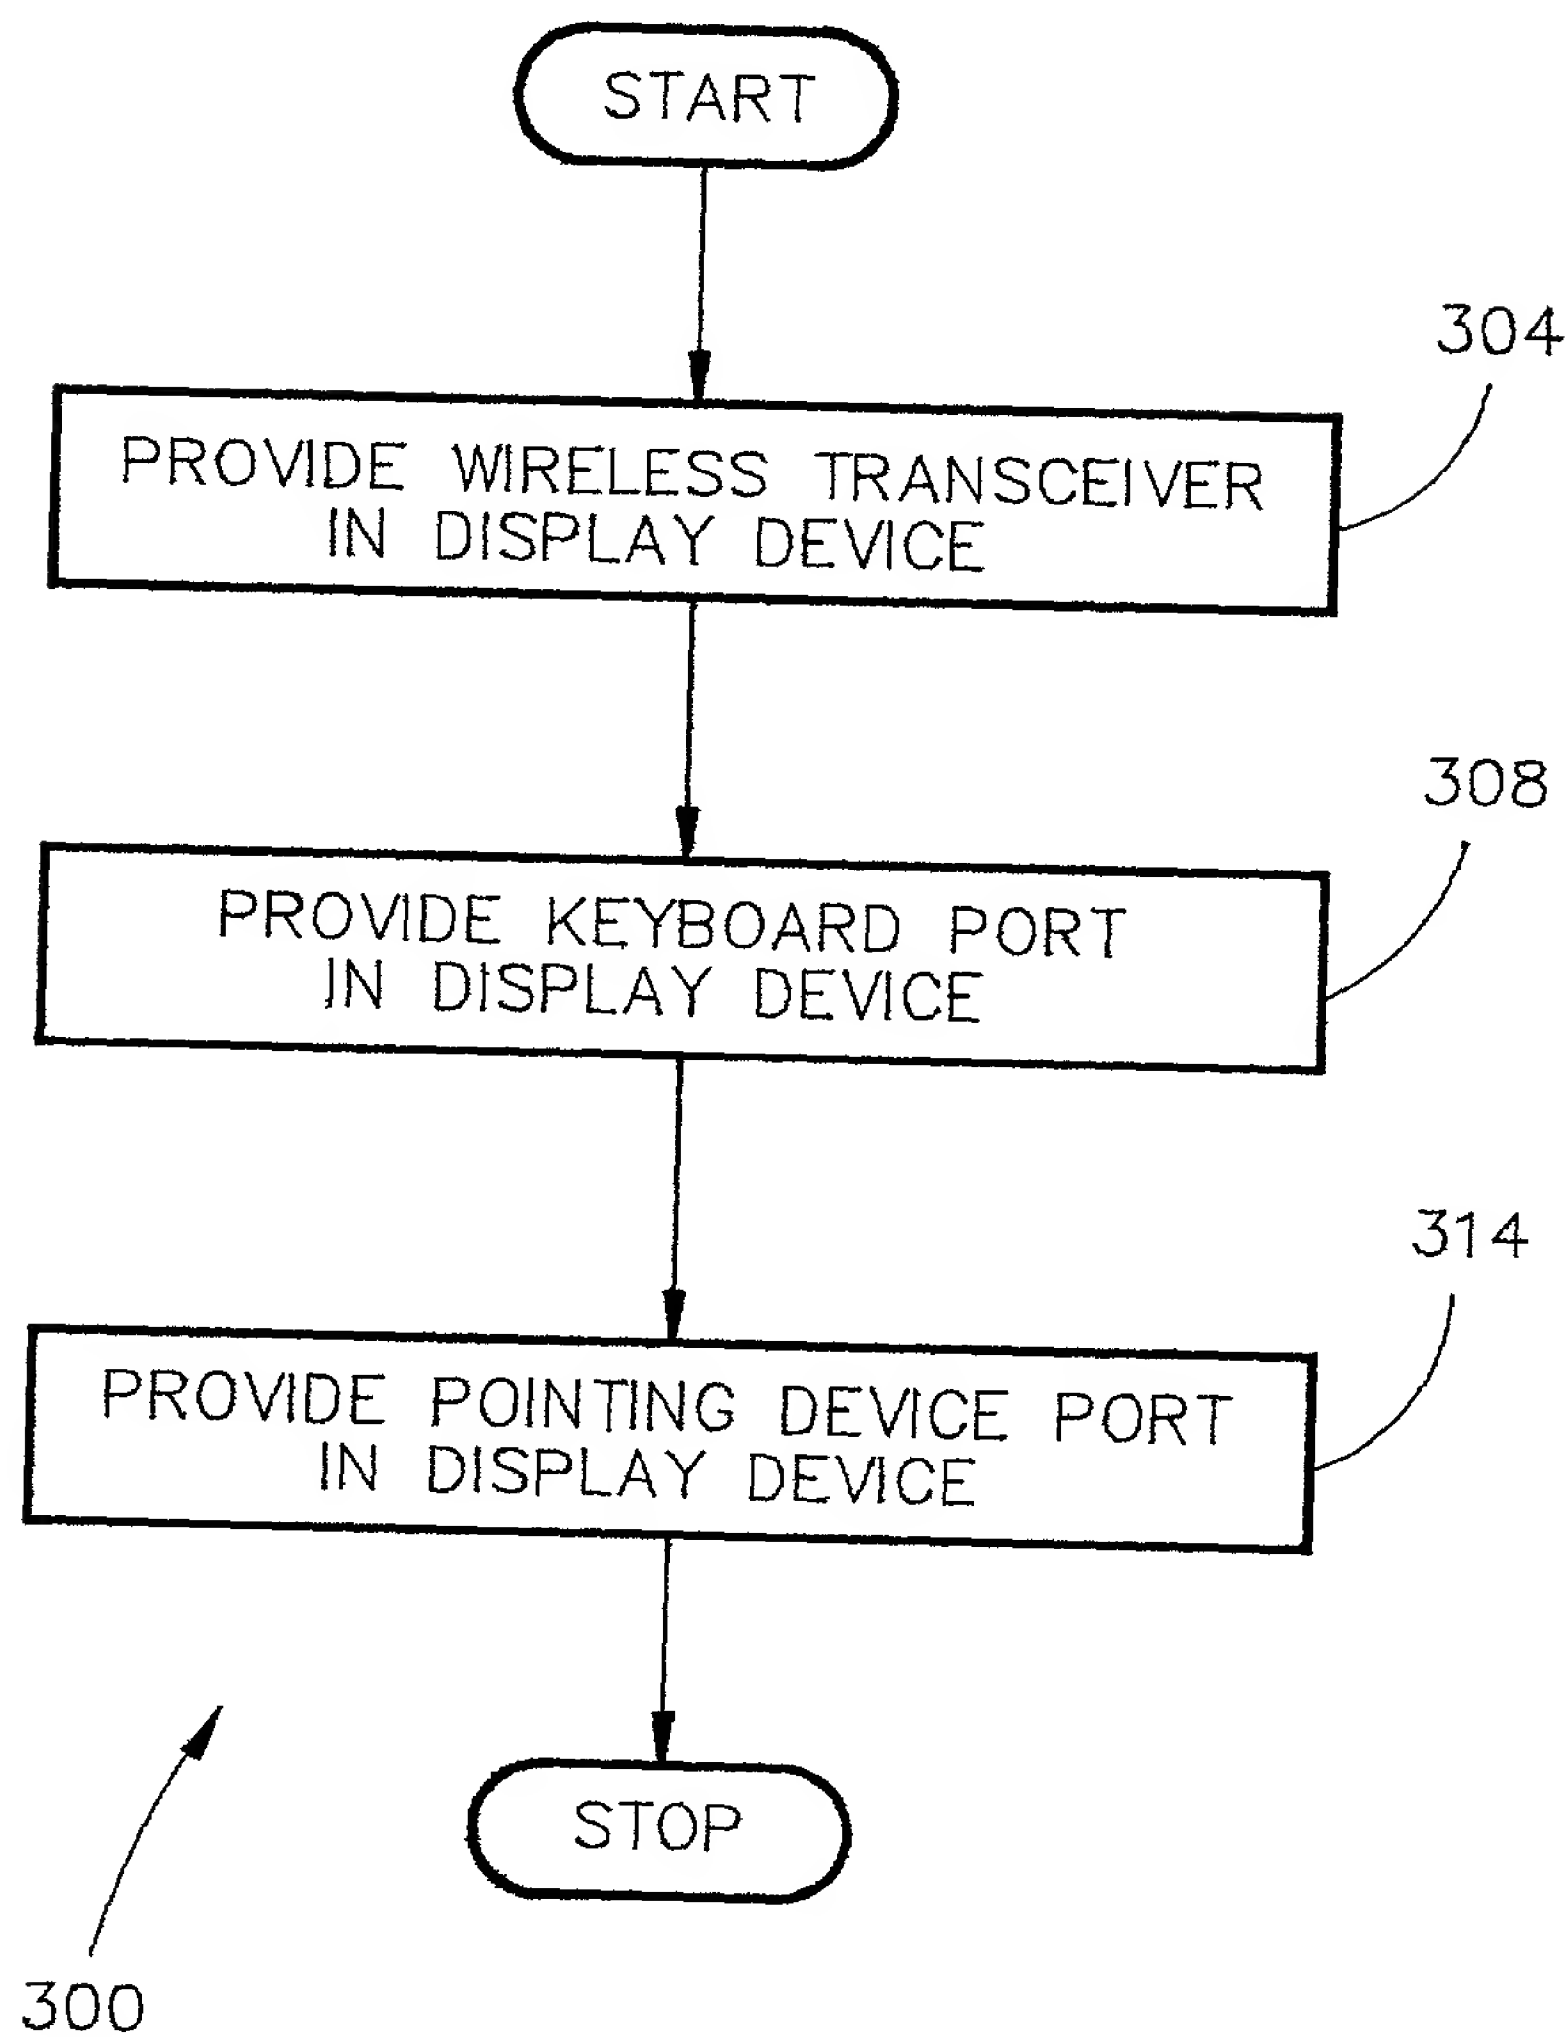 START
304
PROVIDE WIRELESS TRANSCEIVER
IN DISPLAY DEVICE
308
PROVIDE KEYBOARD PORT
IN DISPLAY DEVICE
314
PROVIDE POINTING DEVICE PORT
IN DISPLAY DEVICE
STOP
300